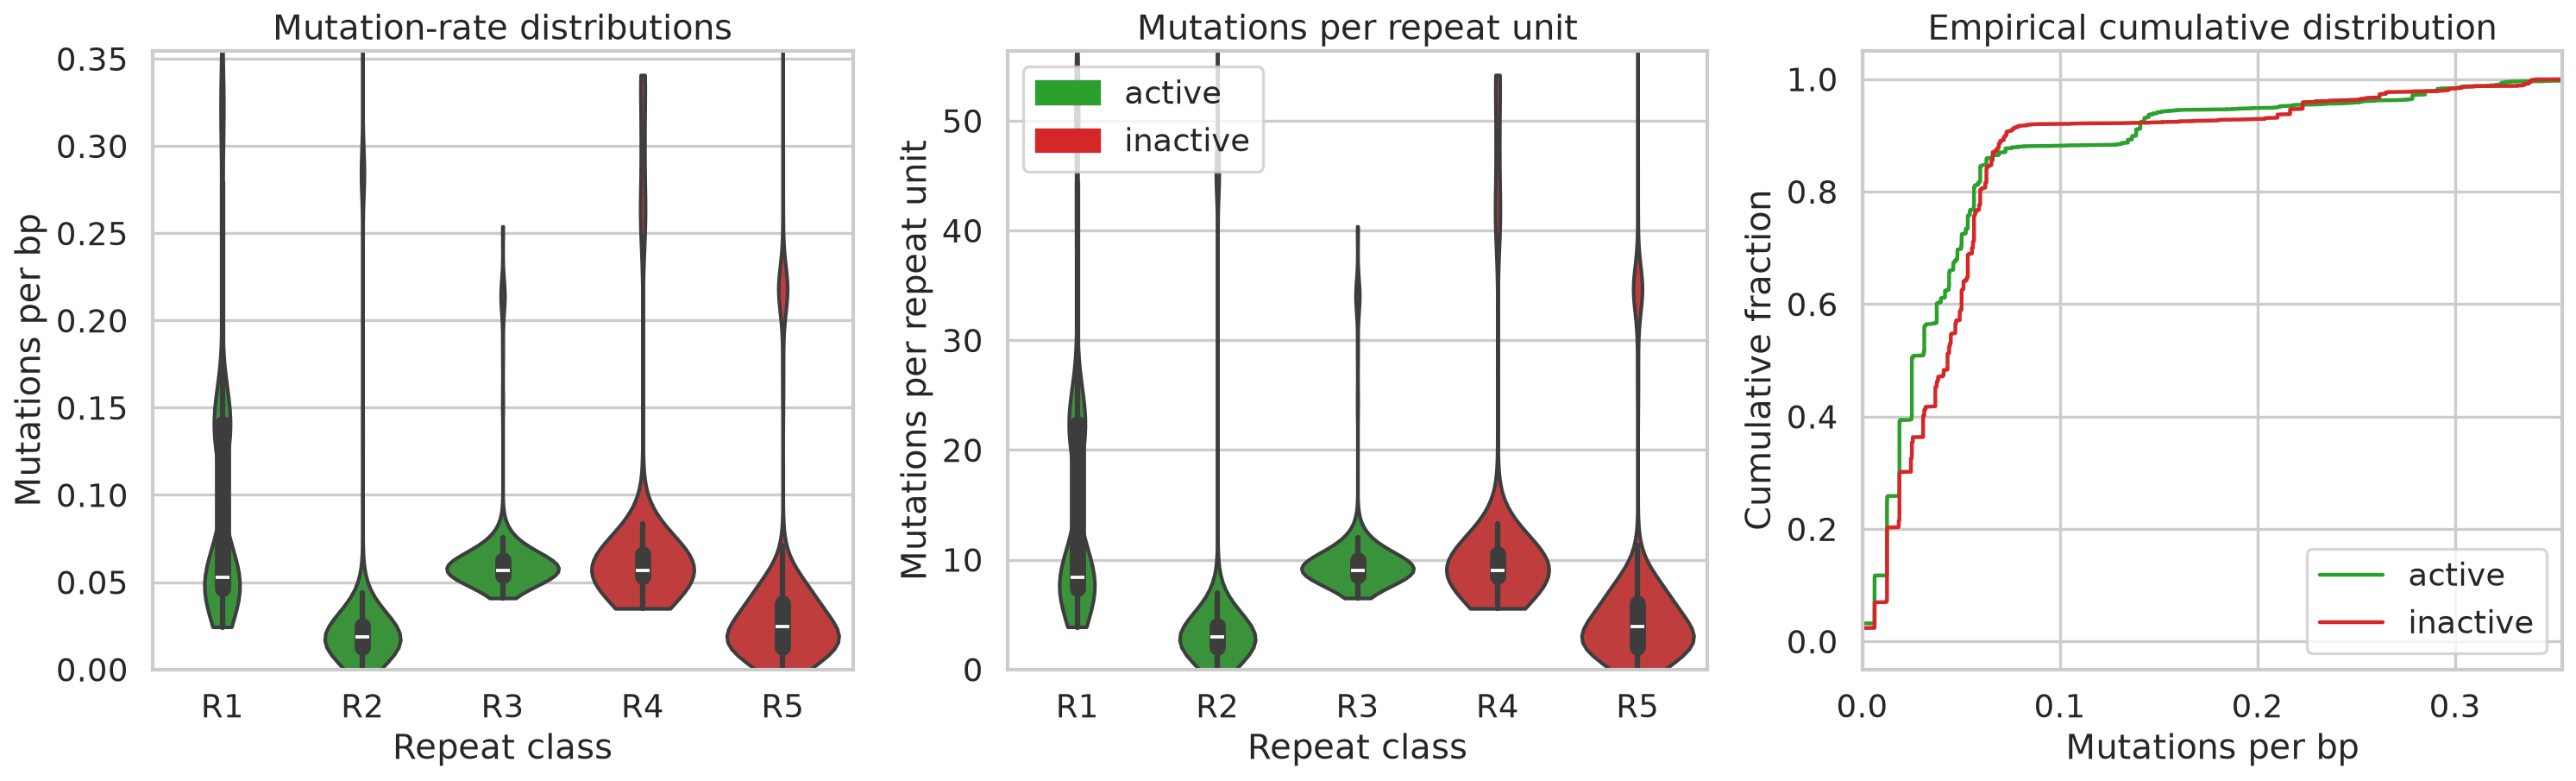 Mutation-rate distributions
Mutations per bp
0.35
0.30
0.25
0.20
0.15
0.10
0.05
0.00
R1 R2 R3 R4 R5
Repeat class
Mutations per repeat unit
Mutations per repeat unit
50
40
30
20
10
0
active
inactive
R1 R2 R3 R4 R5
Repeat class
Empirical cumulative distribution
Cumulative fraction
1.0
0.8
0.6
0.4
0.2
0.0
active
inactive
0.0 0.1 0.2 0.3
Mutations per bp